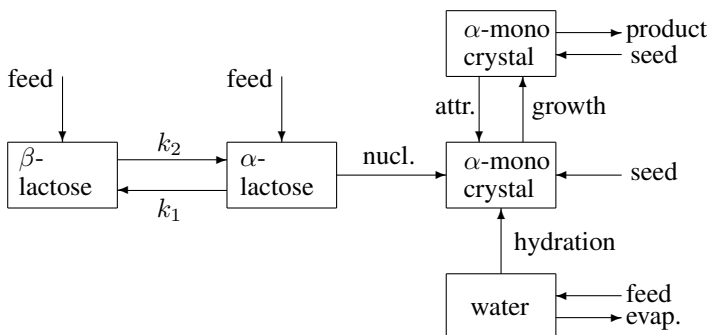 α-mono
crystal
product
seed
feed
feed
attr.
growth
β-
lactose
k₂
k₁
α-
lactose
nucl.
α-mono
crystal
seed
hydration
water
feed
evap.